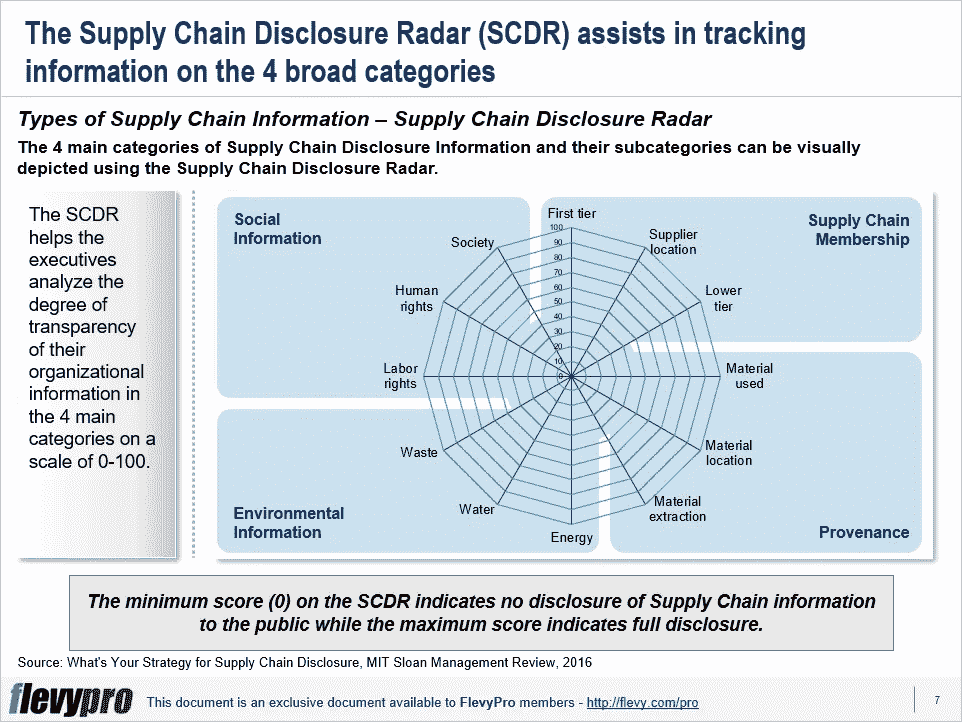 The Supply Chain Disclosure Radar (SCDR) assists in tracking
information on the 4 broad categories
Types of Supply Chain Information – Supply Chain Disclosure Radar
The 4 main categories of Supply Chain Disclosure Information and their subcategories can be visually
depicted using the Supply Chain Disclosure Radar.
The SCDR
helps the
executives
analyze the
degree of
transparency
of their
organizational
information in
the 4 main
categories on a
scale of 0-100.
Social
Information
Supply Chain
Membership
Environmental
Information
Provenance
First tier
Supplier
location
Lower
tier
Material
used
Material
location
Material
extraction
Energy
Water
Waste
Labor
rights
Human
rights
Society
100
90
80
70
60
50
40
30
20
10
0
The minimum score (0) on the SCDR indicates no disclosure of Supply Chain information
to the public while the maximum score indicates full disclosure.
Source: What's Your Strategy for Supply Chain Disclosure, MIT Sloan Management Review, 2016
flevypro
This document is an exclusive document available to FlevyPro members - http://flevy.com/pro
7